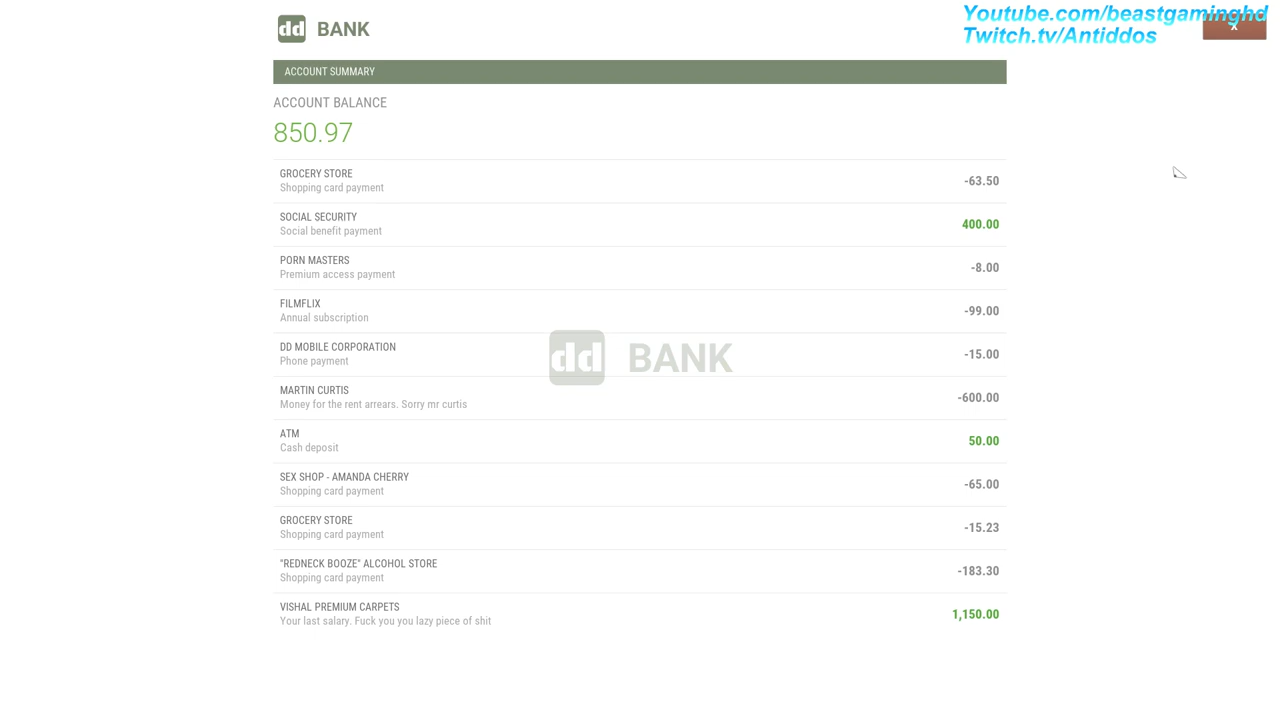 dd BANK
Youtube.com/beastgaminghd
Twitch.tv/Antiddos
x
ACCOUNT SUMMARY
ACCOUNT BALANCE
850.97
GROCERY STORE
Shopping card payment
-63.50
SOCIAL SECURITY
Social benefit payment
400.00
PORN MASTERS
Premium access payment
-8.00
FILMFLIX
Annual subscription
-99.00
DD MOBILE CORPORATION
Phone payment
-15.00
dd BANK
MARTIN CURTIS
Money for the rent arrears. Sorry mr curtis
-600.00
ATM
Cash deposit
50.00
SEX SHOP - AMANDA CHERRY
Shopping card payment
-65.00
GROCERY STORE
Shopping card payment
-15.23
"REDNECK BOOZE" ALCOHOL STORE
Shopping card payment
-183.30
VISHAL PREMIUM CARPETS
Your last salary. Fuck you you lazy piece of shit
1,150.00